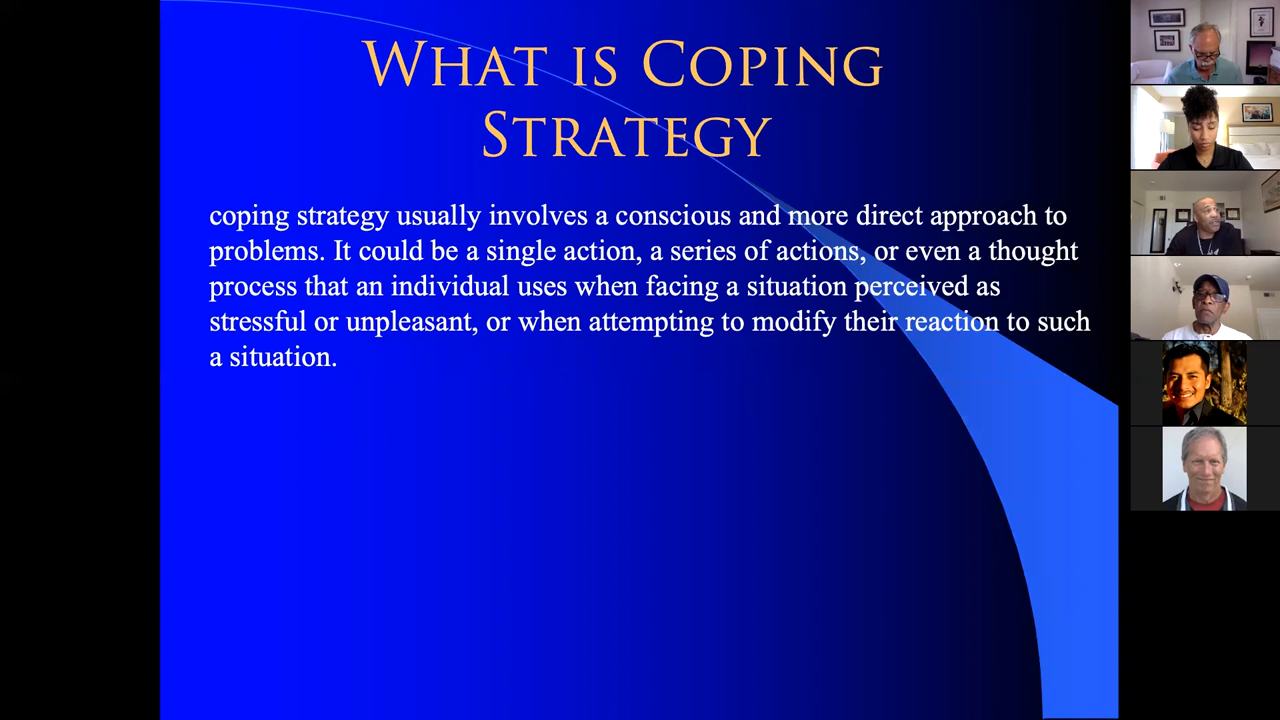 WHAT IS COPING
STRATEGY
coping strategy usually involves a conscious and more direct approach to
problems. It could be a single action, a series of actions, or even a thought
process that an individual uses when facing a situation perceived as
stressful or unpleasant, or when attempting to modify their reaction to such
a situation.